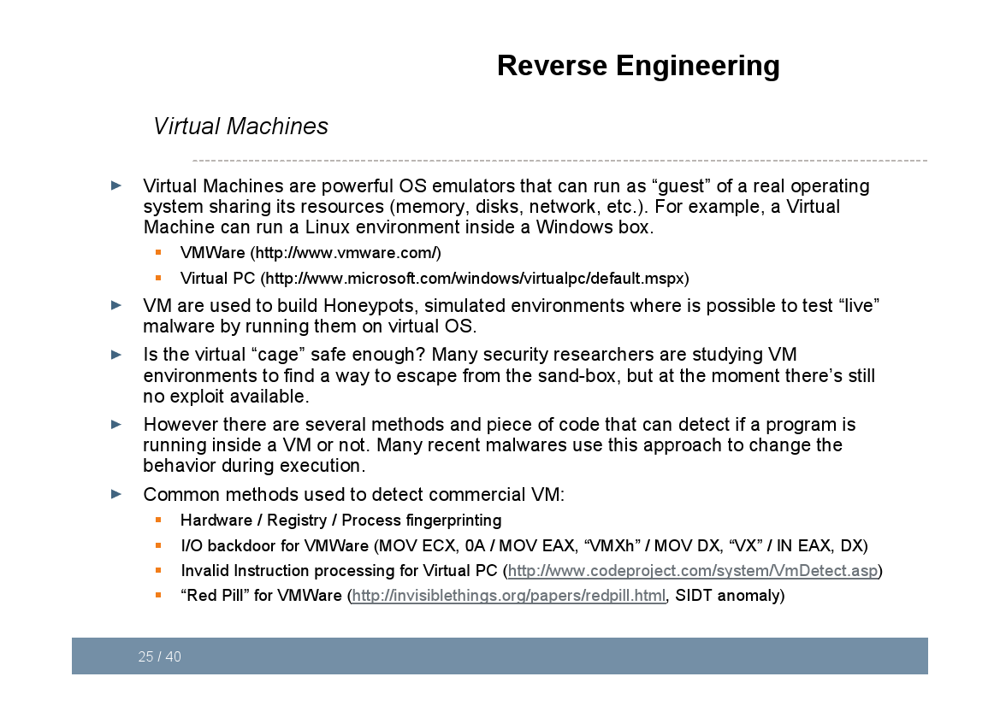 Reverse Engineering
Virtual Machines
Virtual Machines are powerful OS emulators that can run as “guest” of a real operating
system sharing its resources (memory, disks, network, etc.). For example, a Virtual
Machine can run a Linux environment inside a Windows box.
VMWare (http://www.vmware.com/)
Virtual PC (http://www.microsoft.com/windows/virtualpc/default.mspx)
VM are used to build Honeypots, simulated environments where is possible to test “live”
malware by running them on virtual OS.
Is the virtual “cage” safe enough? Many security researchers are studying VM
environments to find a way to escape from the sand-box, but at the moment there’s still
no exploit available.
However there are several methods and piece of code that can detect if a program is
running inside a VM or not. Many recent malwares use this approach to change the
behavior during execution.
Common methods used to detect commercial VM:
Hardware / Registry / Process fingerprinting
I/O backdoor for VMWare (MOV ECX, 0A / MOV EAX, “VMXh” / MOV DX, “VX” / IN EAX, DX)
Invalid Instruction processing for Virtual PC (http://www.codeproject.com/system/VmDetect.asp)
“Red Pill” for VMWare (http://invisiblethings.org/papers/redpill.html, SIDT anomaly)
25 / 40